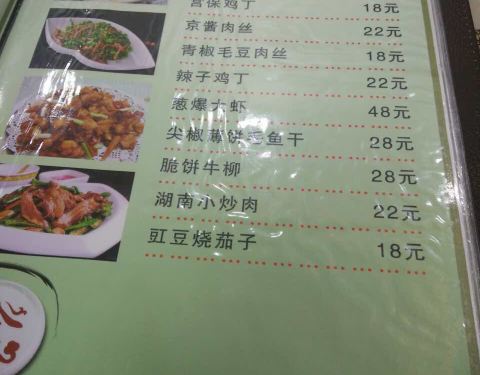 宫保鸡丁 18元
京酱肉丝 22元
青椒毛豆肉丝 18元
辣子鸡丁 22元
葱爆大虾 48元
尖椒薄饼毛鱼干 28元
脆饼牛柳 28元
湖南小炒肉 22元
豇豆烧茄子 18元